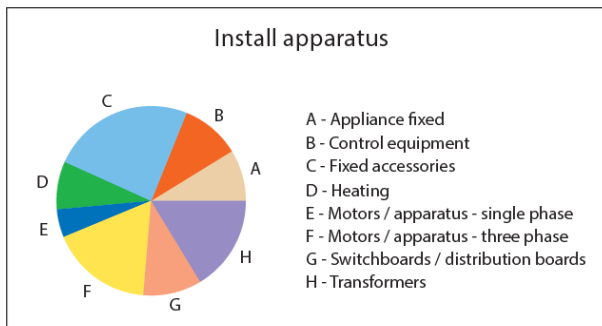 Install apparatus
C
B
A
D
E
F
G
H
A - Appliance fixed
B - Control equipment
C - Fixed accessories
D - Heating
E - Motors / apparatus - single phase
F - Motors / apparatus - three phase
G - Switchboards / distribution boards
H - Transformers